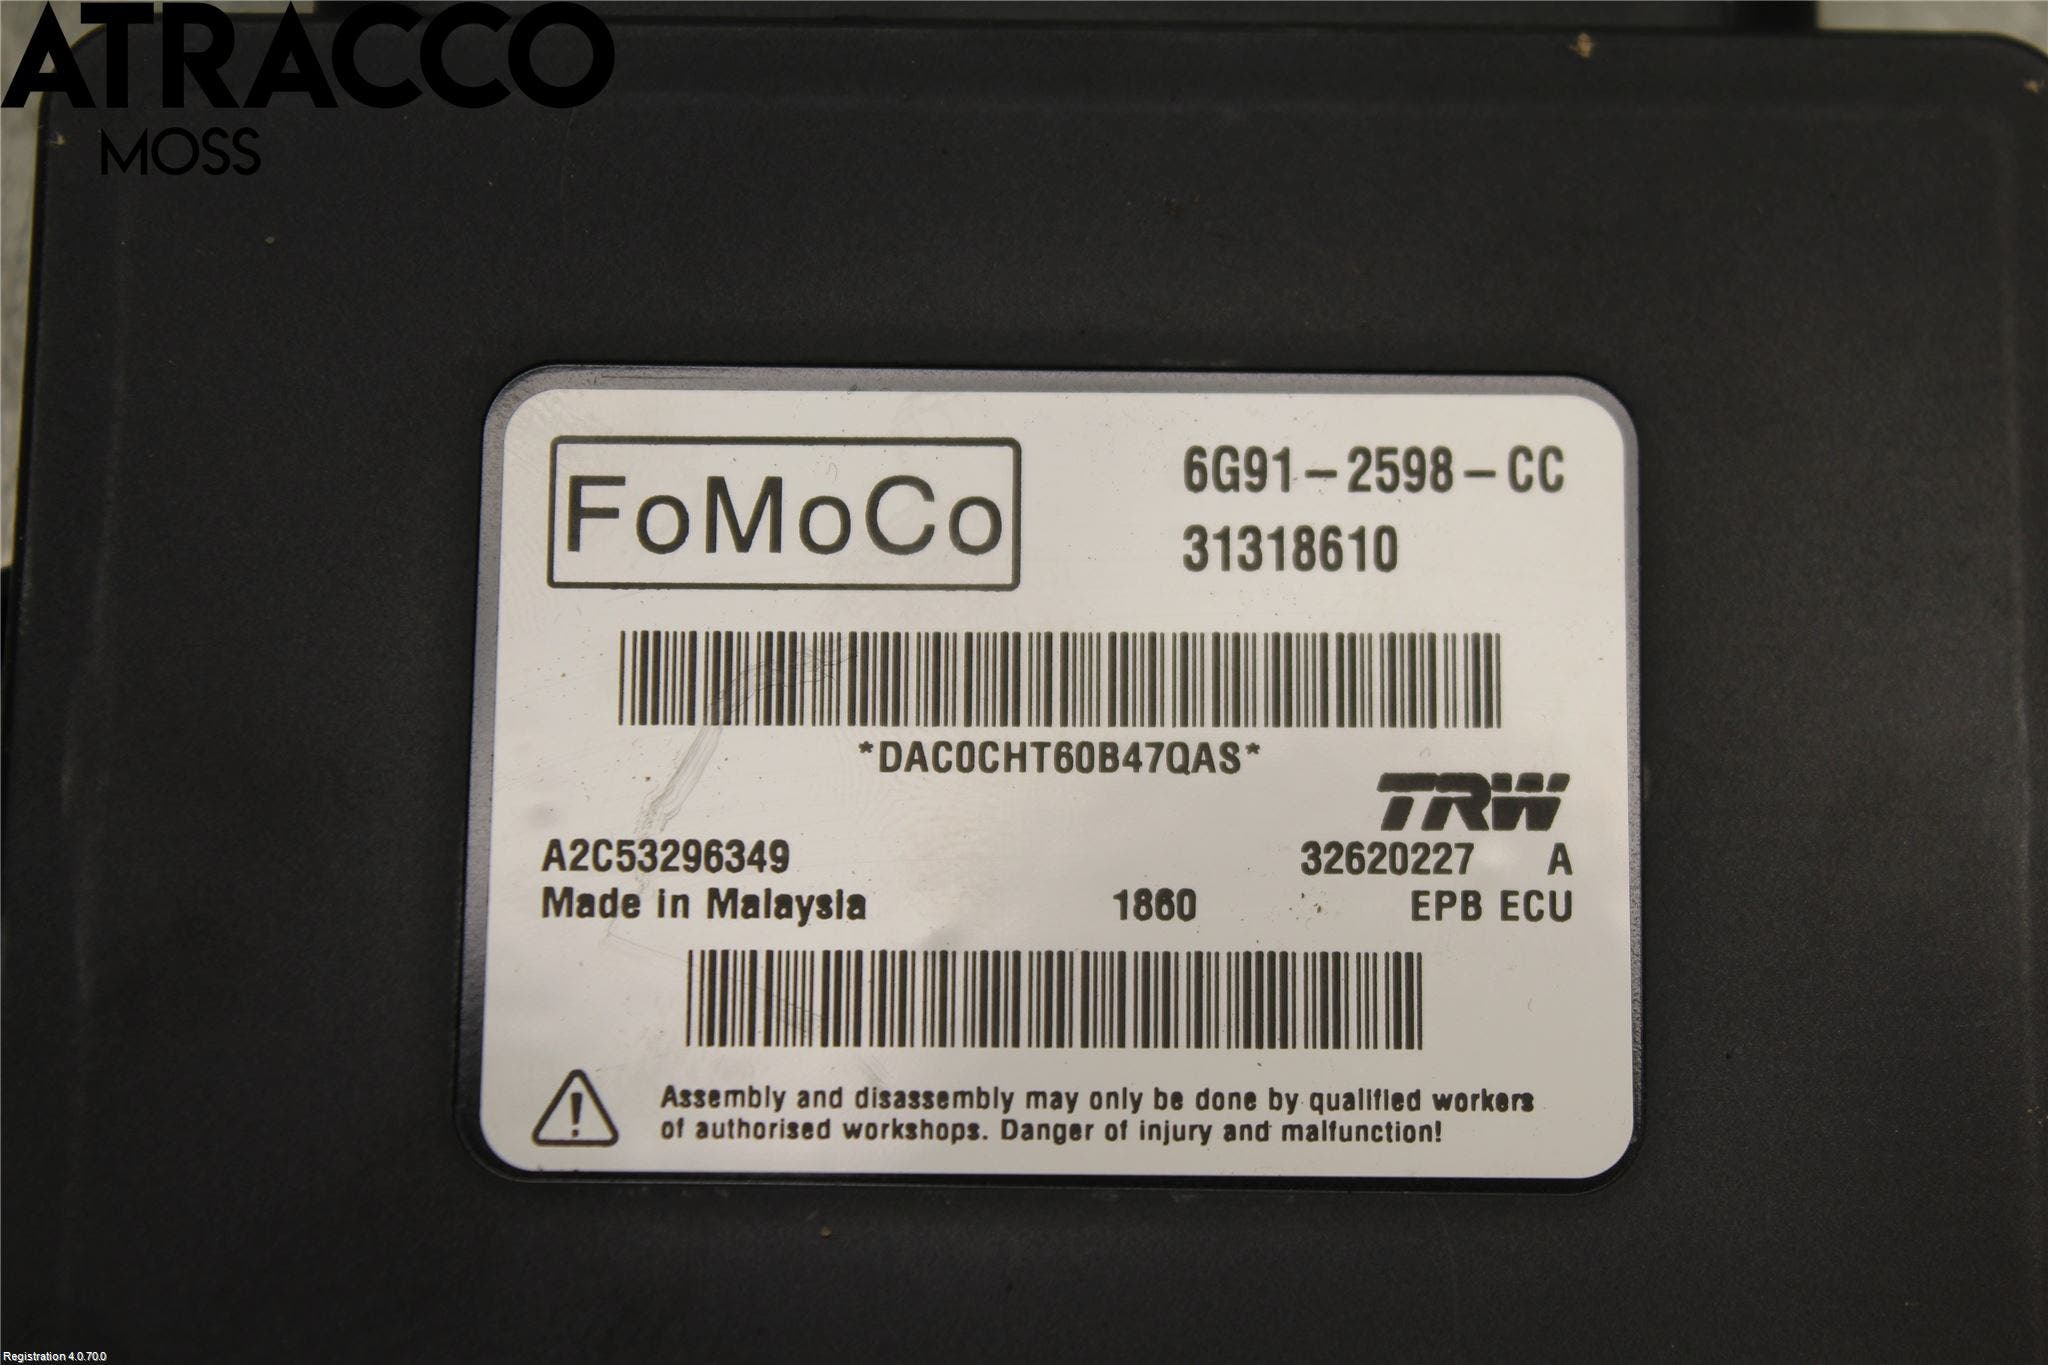 ATRACCO
MOSS
FoMoCo
6G91-2598-CC
31318610
*DAC0CHT60B47QAS*
TRW
A2C53296349
32620227 A
Made in Malaysia
1860
EPB ECU
Assembly and disassembly may only be done by qualified workers
of authorised workshops. Danger of injury and malfunction!
Registration 4.0.70.0